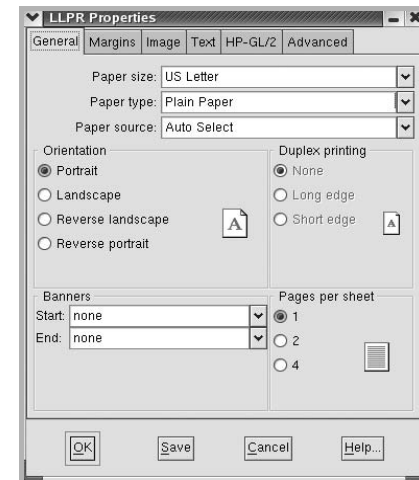 LLPR Properties
General Margins Image Text HP-GL/2 Advanced
Paper size: US Letter
Paper type: Plain Paper
Paper source: Auto Select
Orientation
Portrait
Landscape
Reverse landscape
Reverse portrait
A
Duplex printing
None
Long edge
Short edge
A
Banners
Start: none
End: none
Pages per sheet
1
2
4
OK Save Cancel Help...